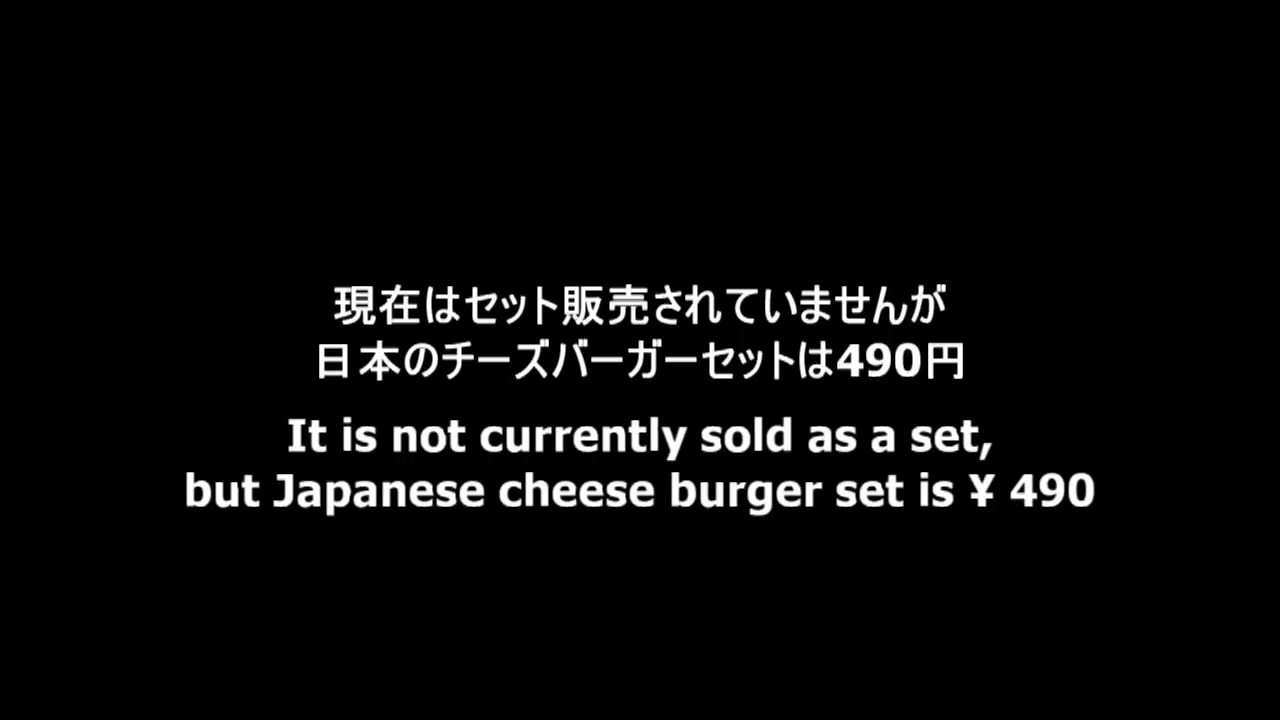 現在はセット販売されていませんが
日本のチーズバーガーセットは490円
It is not currently sold as a set,
but Japanese cheese burger set is ¥ 490